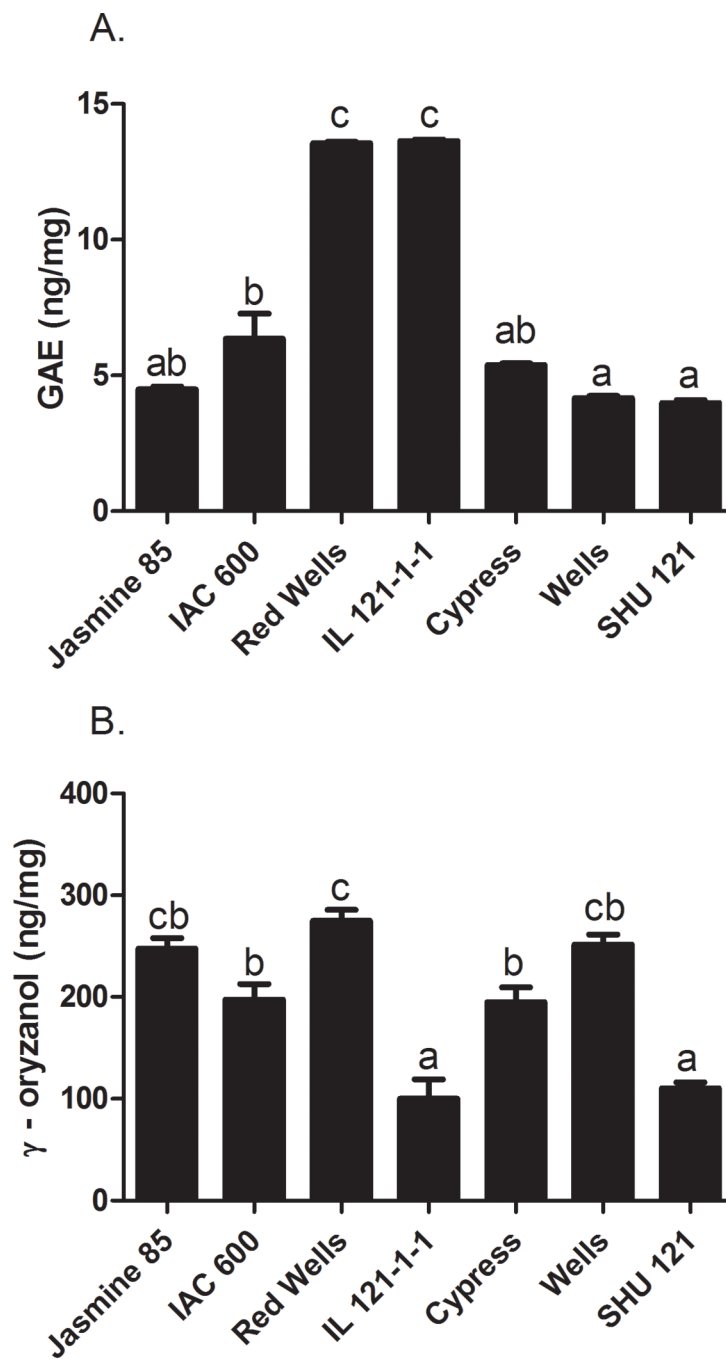 A.
GAE (ng/mg)
15
10
5
0
ab
b
c
c
ab
a
a
Jasmine 85
IAC 600
Red Wells
IL 121-1-1
Cypress
Wells
SHU 121
B.
γ - oryzanol (ng/mg)
400
300
200
100
0
cb
b
c
a
b
cb
a
Jasmine 85
IAC 600
Red Wells
IL 121-1-1
Cypress
Wells
SHU 121